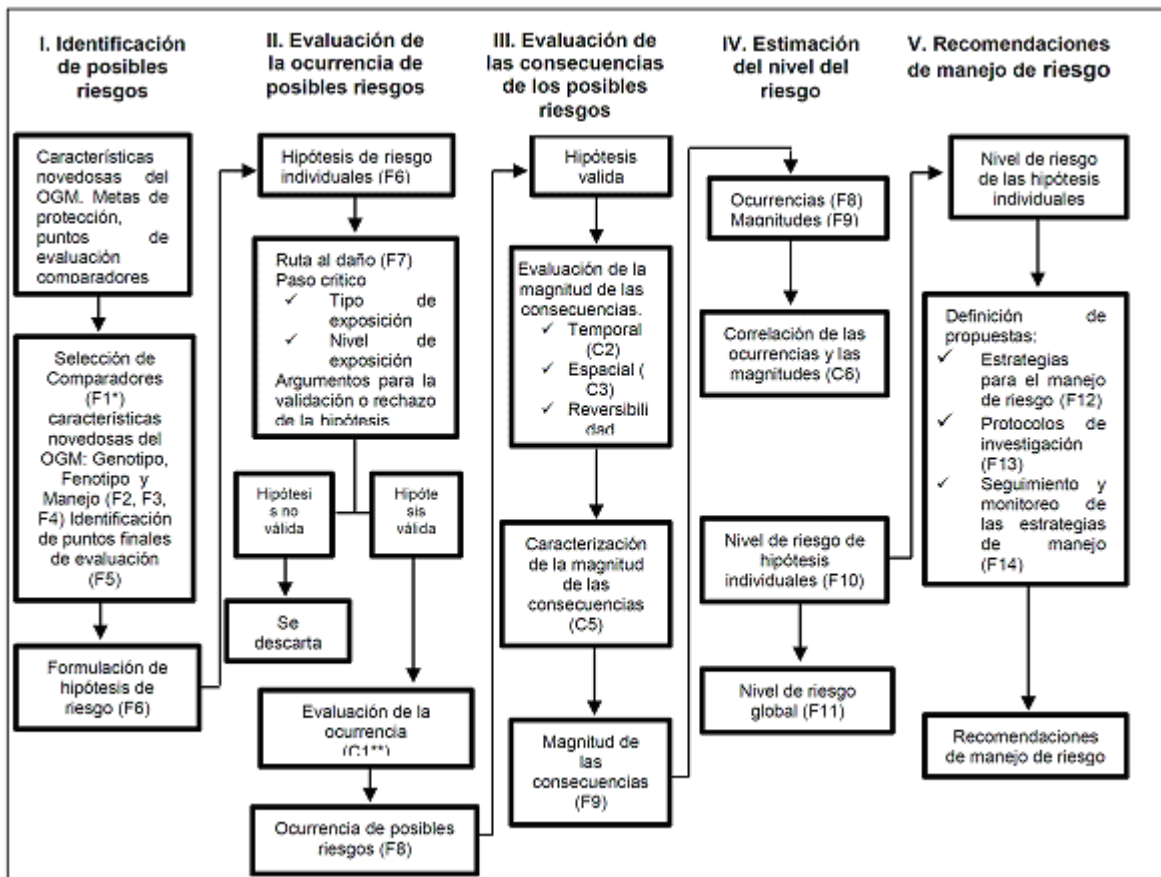 I. Identificación
de posibles
riesgos
II. Evaluación de
la ocurrencia de
posibles riesgos
III. Evaluación de
las consecuencias
de los posibles
riesgos
IV. Estimación
del nivel del
riesgo
V. Recomendaciones
de manejo de riesgo
Características
novedosas del
OGM. Metas de
protección,
puntos de
evaluación
comparadores
Selección de
Comparadores
(F1*)
características
novedosas del
OGM: Genotipo,
Fenotipo y
Manejo (F2, F3,
F4) Identificación
de puntos finales
de evaluación
(F5)
Formulación de
hipótesis de
riesgo (F6)
Hipótesis de riesgo
individuales (F6)
Ruta al daño (F7)
Paso crítico
✓ Tipo de
exposición
✓ Nivel de
exposición
Argumentos para la
validación o rechazo
de la hipótesis
Hipótesi
s no
válida
Hipóte
sis
válida
Se
descarta
Evaluación de la
ocurrencia
(C1**)
Ocurrencia de posibles
riesgos (F8)
Hipótesis
valida
Evaluación de la
magnitud de las
consecuencias.
✓ Temporal
(C2)
✓ Espacial (
C3)
✓ Reversibili
dad
Caracterización
de la magnitud
de las
consecuencias
(C5)
Magnitud de
las
consecuencias
(F9)
Ocurrencias (F8)
Magnitudes (F9)
Correlación de las
ocurrencias y las
magnitudes (C6)
Nivel de riesgo de
hipótesis
individuales (F10)
Nivel de riesgo
global (F11)
Nivel de riesgo
de las hipótesis
individuales
Definición de
propuestas:
✓ Estrategias
para el manejo
de riesgo (F12)
✓ Protocolos de
investigación
(F13)
✓ Seguimiento y
monitoreo de
las estrategias
de manejo
(F14)
Recomendaciones
de manejo de riesgo